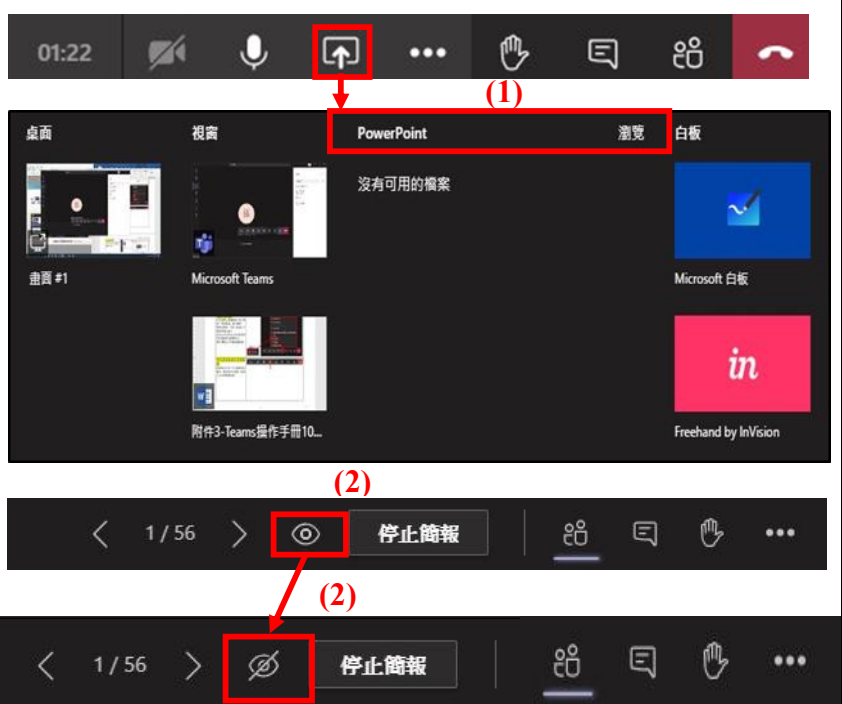 01:22
(1)
桌面 視窗 PowerPoint 瀏覽 白板
沒有可用的檔案
畫面 #1 Microsoft Teams Microsoft 白板
in
附件3-Teams操作手冊10... Freehand by InVision
(2)
1 / 56 停止簡報
(2)
1 / 56 停止簡報